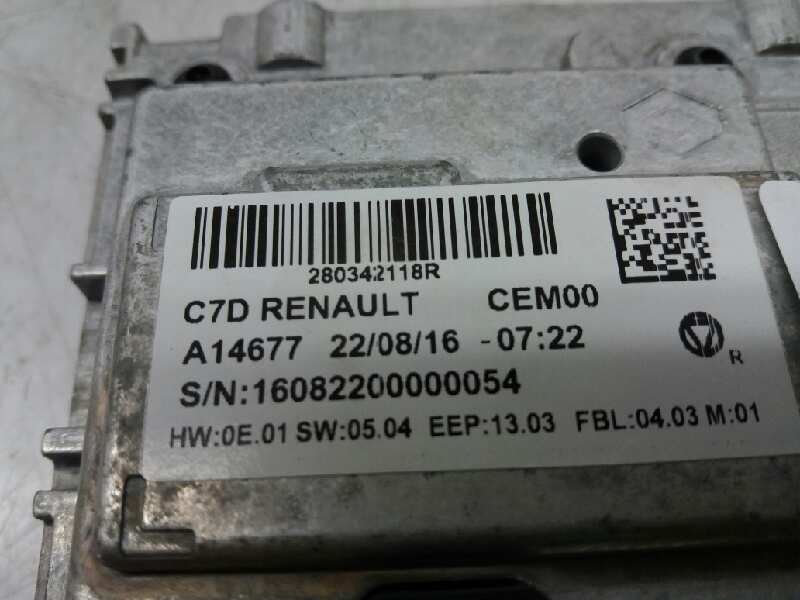 280342118R
C7D RENAULT CEM00
A14677 22/08/16 -07:22
R
S/N:16082200000054
HW:0E.01 SW:05.04 EEP:13.03 FBL:04.03 M:01